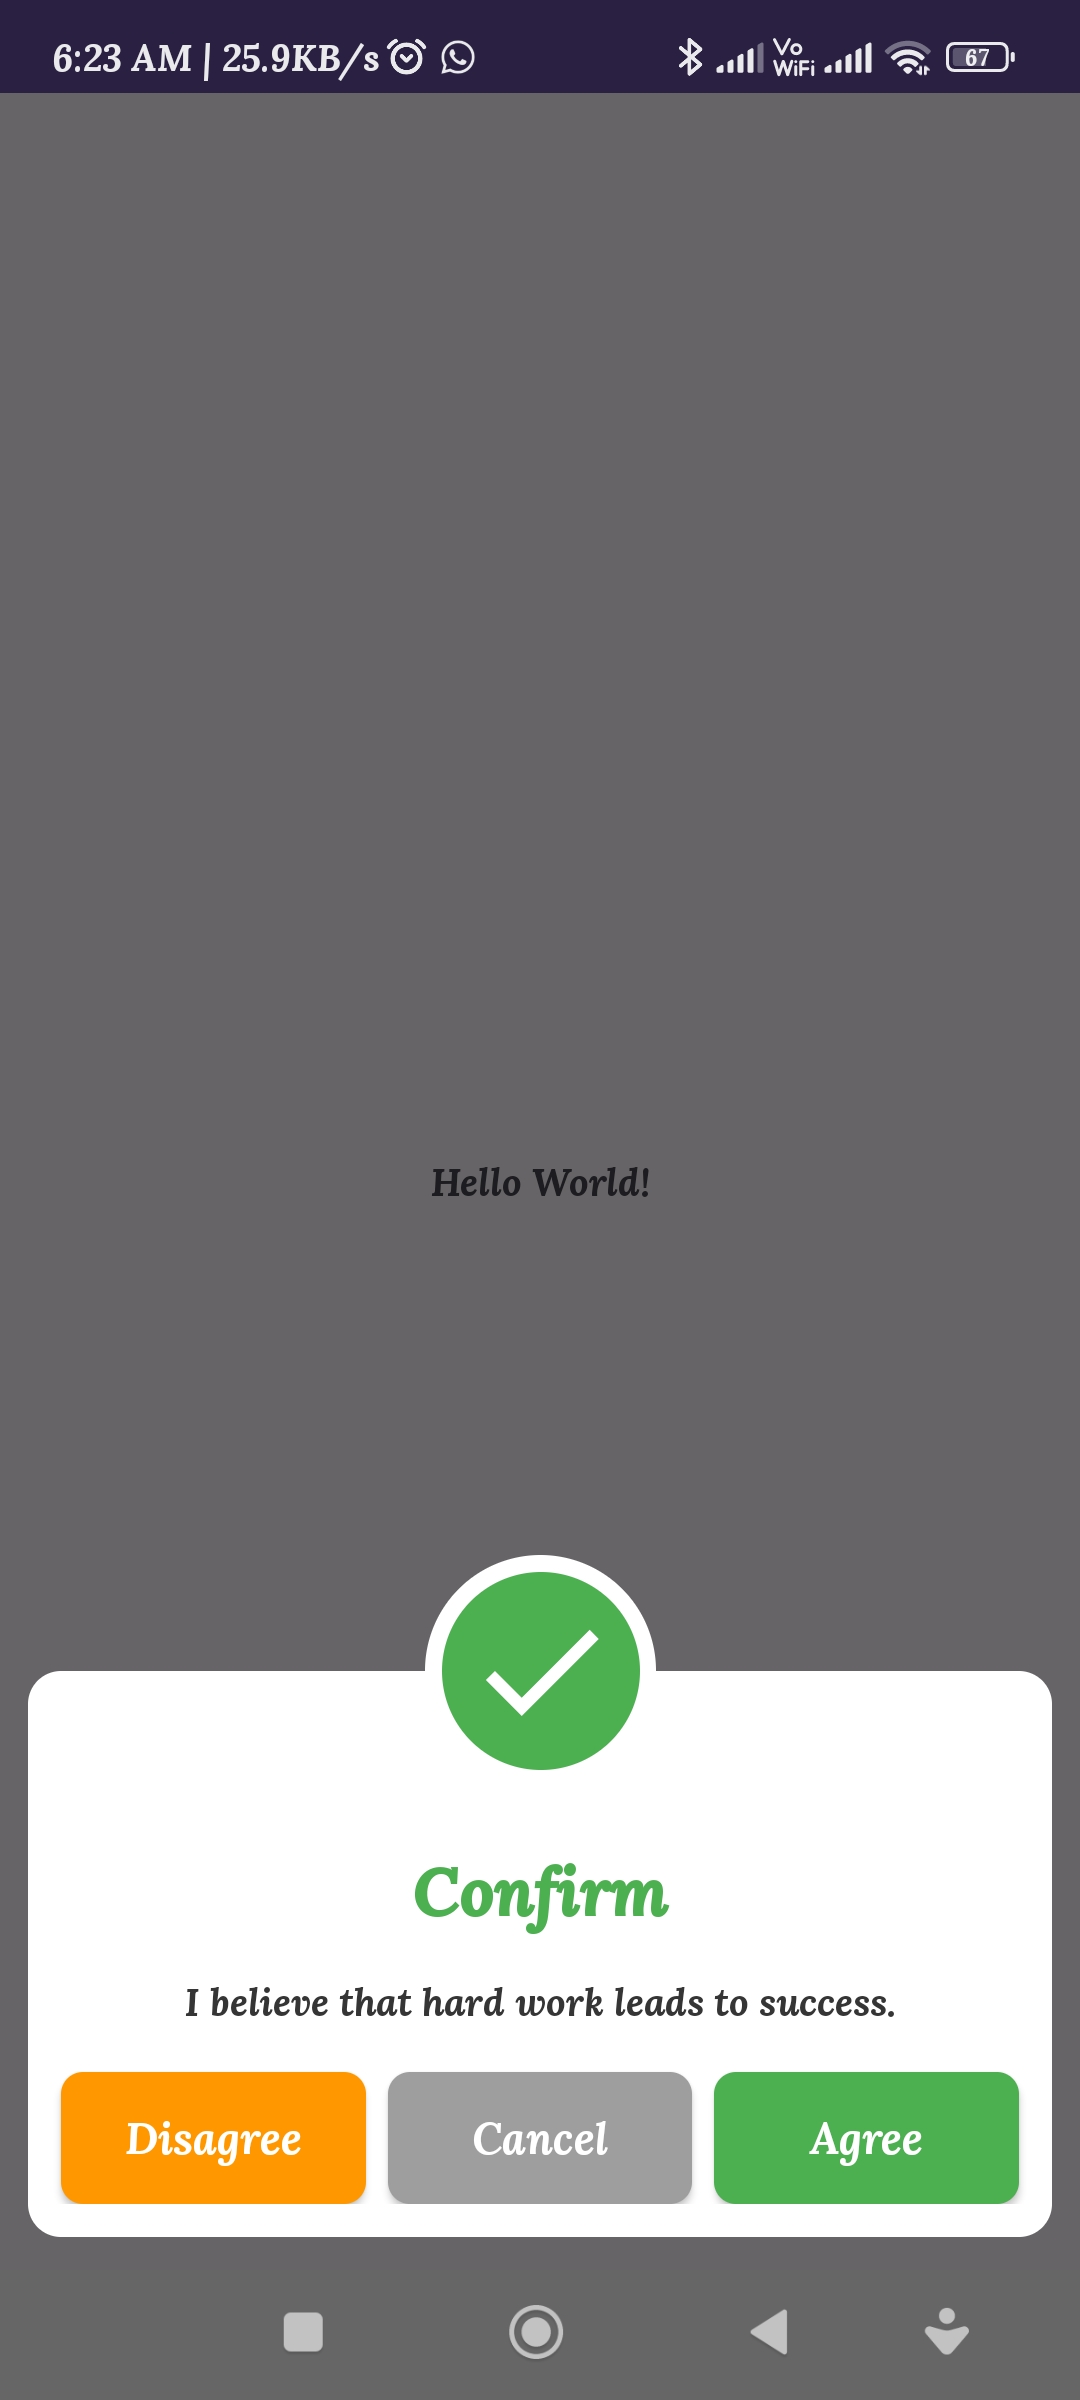 6:23 AM | 25.9KB/s Vo WiFi 67
Hello World!
Confirm
I believe that hard work leads to success.
Disagree Cancel Agree